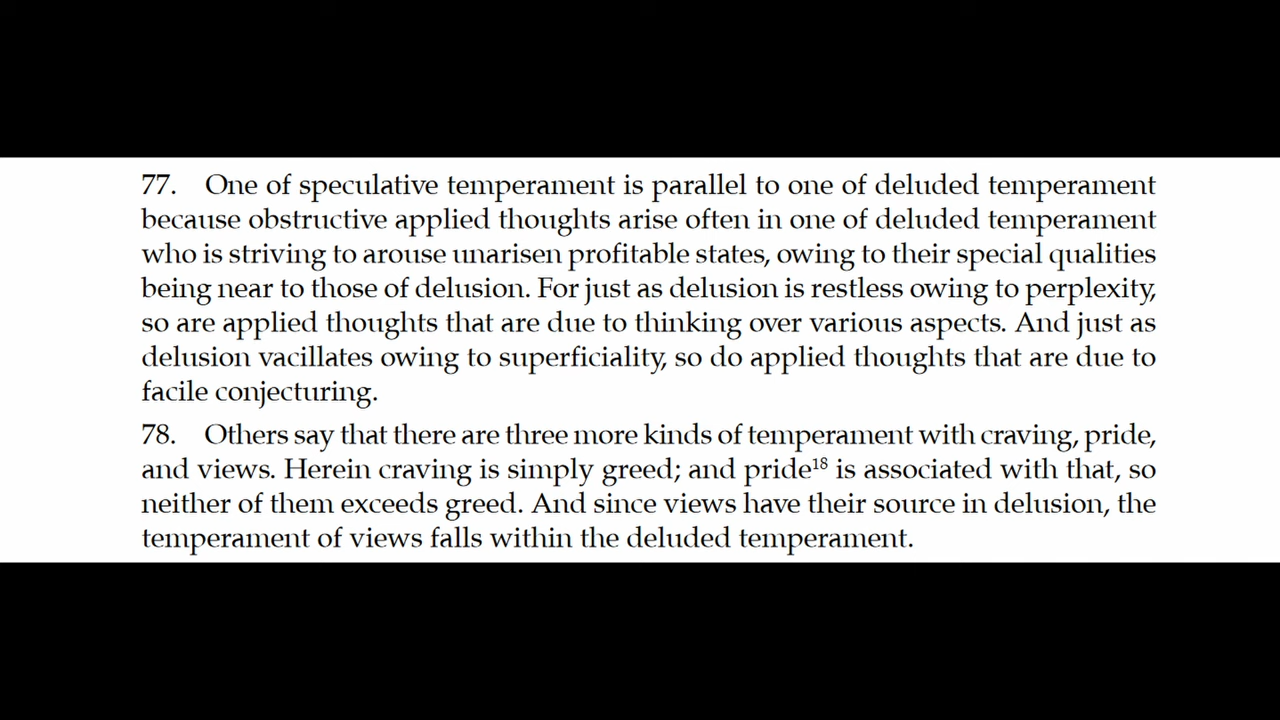 77. One of speculative temperament is parallel to one of deluded temperament
because obstructive applied thoughts arise often in one of deluded temperament
who is striving to arouse unarisen profitable states, owing to their special qualities
being near to those of delusion. For just as delusion is restless owing to perplexity,
so are applied thoughts that are due to thinking over various aspects. And just as
delusion vacillates owing to superficiality, so do applied thoughts that are due to
facile conjecturing.
78. Others say that there are three more kinds of temperament with craving, pride,
and views. Herein craving is simply greed; and pride¹⁸ is associated with that, so
neither of them exceeds greed. And since views have their source in delusion, the
temperament of views falls within the deluded temperament.